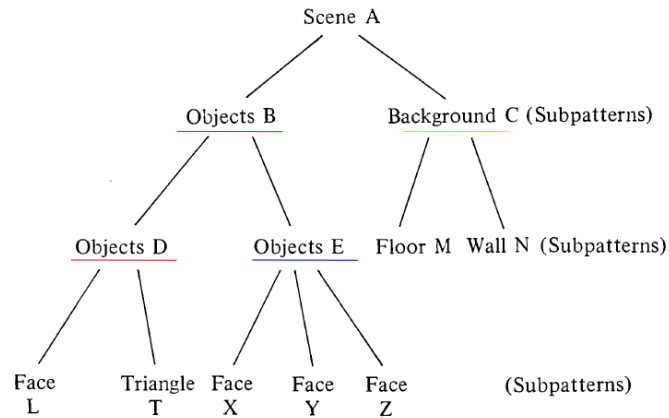 Scene A
Objects B Background C (Subpatterns)
Objects D Objects E Floor M Wall N (Subpatterns)
Face Triangle Face Face Face (Subpatterns)
L T X Y Z